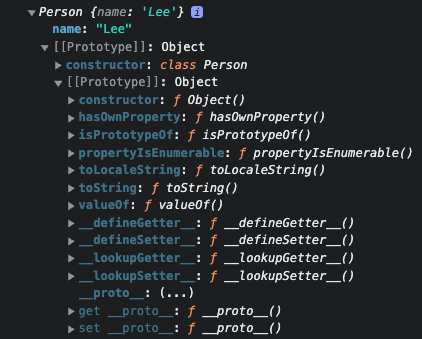 Person {name: 'Lee'} i
name: "Lee"
[[Prototype]]: Object
constructor: class Person
[[Prototype]]: Object
constructor: ƒ Object()
hasOwnProperty: ƒ hasOwnProperty()
isPrototypeOf: ƒ isPrototypeOf()
propertyIsEnumerable: ƒ propertyIsEnumerable()
toLocaleString: ƒ toLocaleString()
toString: ƒ toString()
valueOf: ƒ valueOf()
__defineGetter__: ƒ __defineGetter__()
__defineSetter__: ƒ __defineSetter__()
__lookupGetter__: ƒ __lookupGetter__()
__lookupSetter__: ƒ __lookupSetter__()
__proto__: (...)
get __proto__: ƒ __proto__()
set __proto__: ƒ __proto__()